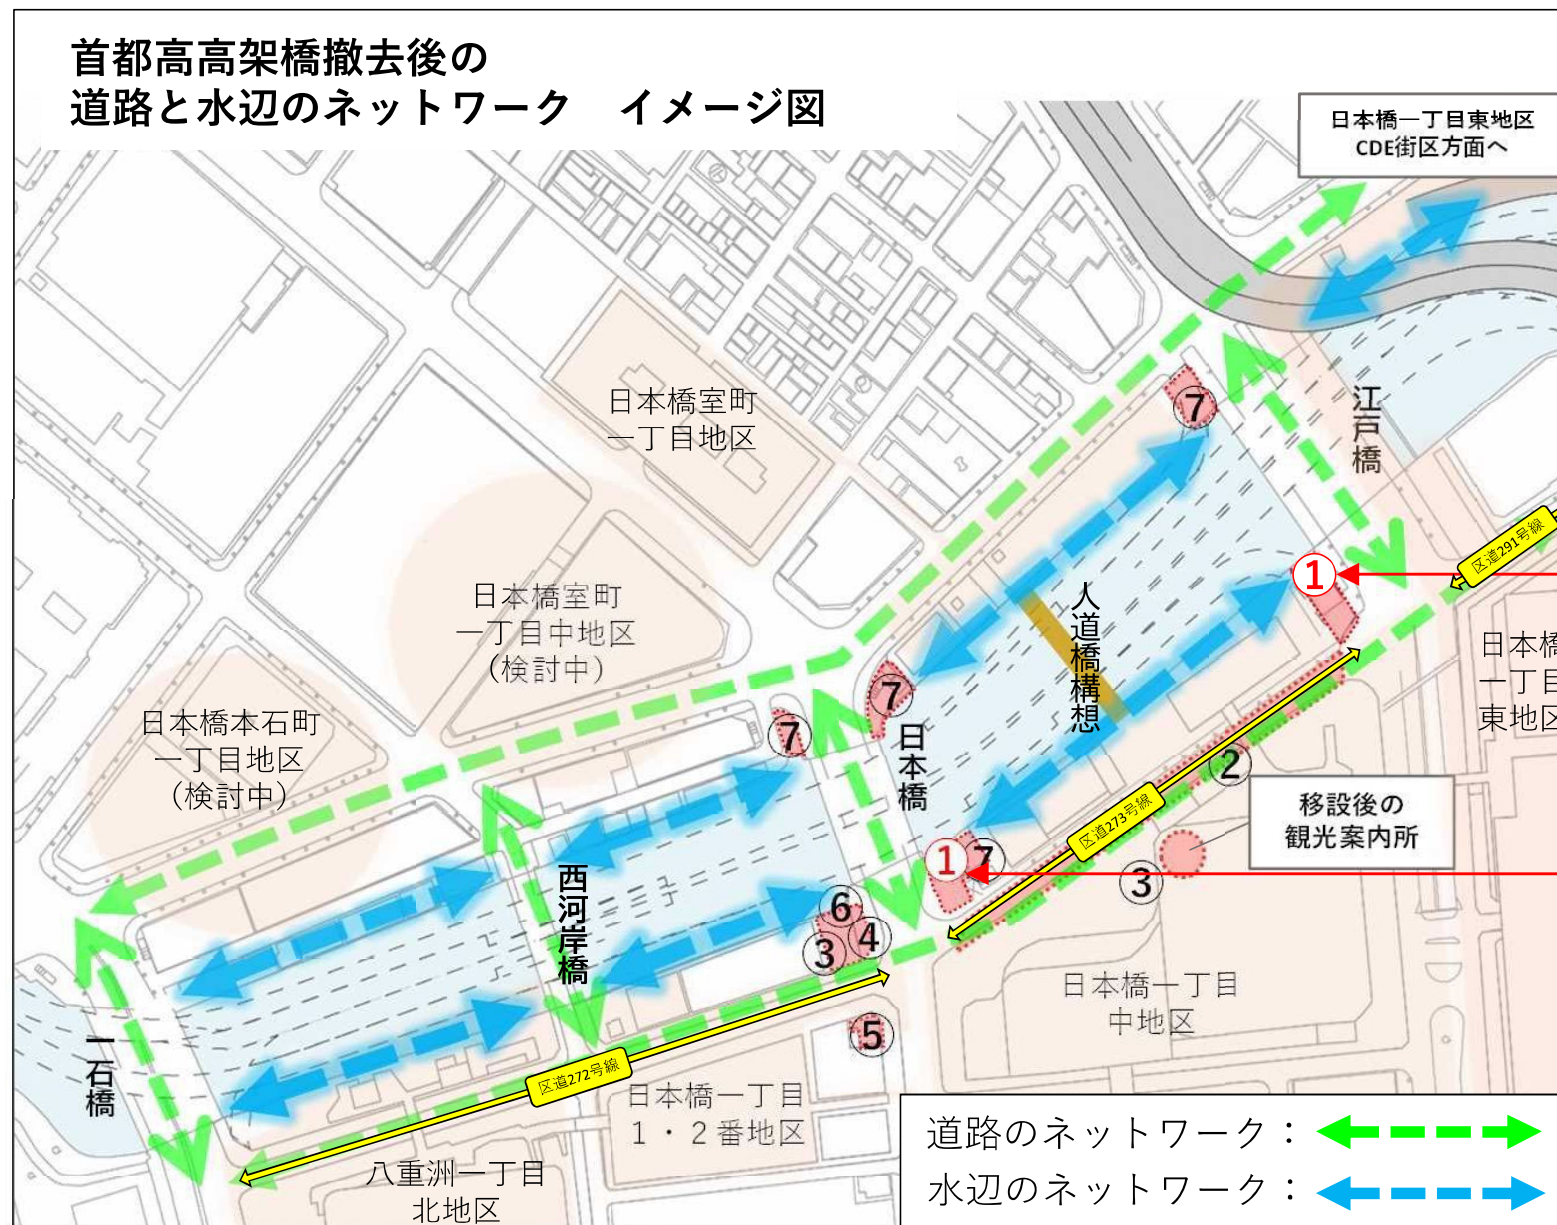 首都高高架橋撤去後の
道路と水辺のネットワーク　イメージ図
日本橋一丁目東地区
CDE街区方面へ
日本橋室町
一丁目地区
⑦
江戸橋
区道291号線
①
日本橋室町
一丁目中地区
（検討中）
人道橋構想
日本橋
一丁目
東地区
⑦
⑦
日本橋本石町
一丁目地区
（検討中）
日本橋
②
移設後の
観光案内所
区道273号線
①
⑦
③
西河岸橋
⑥
④
③
日本橋一丁目
中地区
⑤
一石橋
区道272号線
日本橋一丁目
１・２番地区
八重洲一丁目
北地区
道路のネットワーク：
水辺のネットワーク：